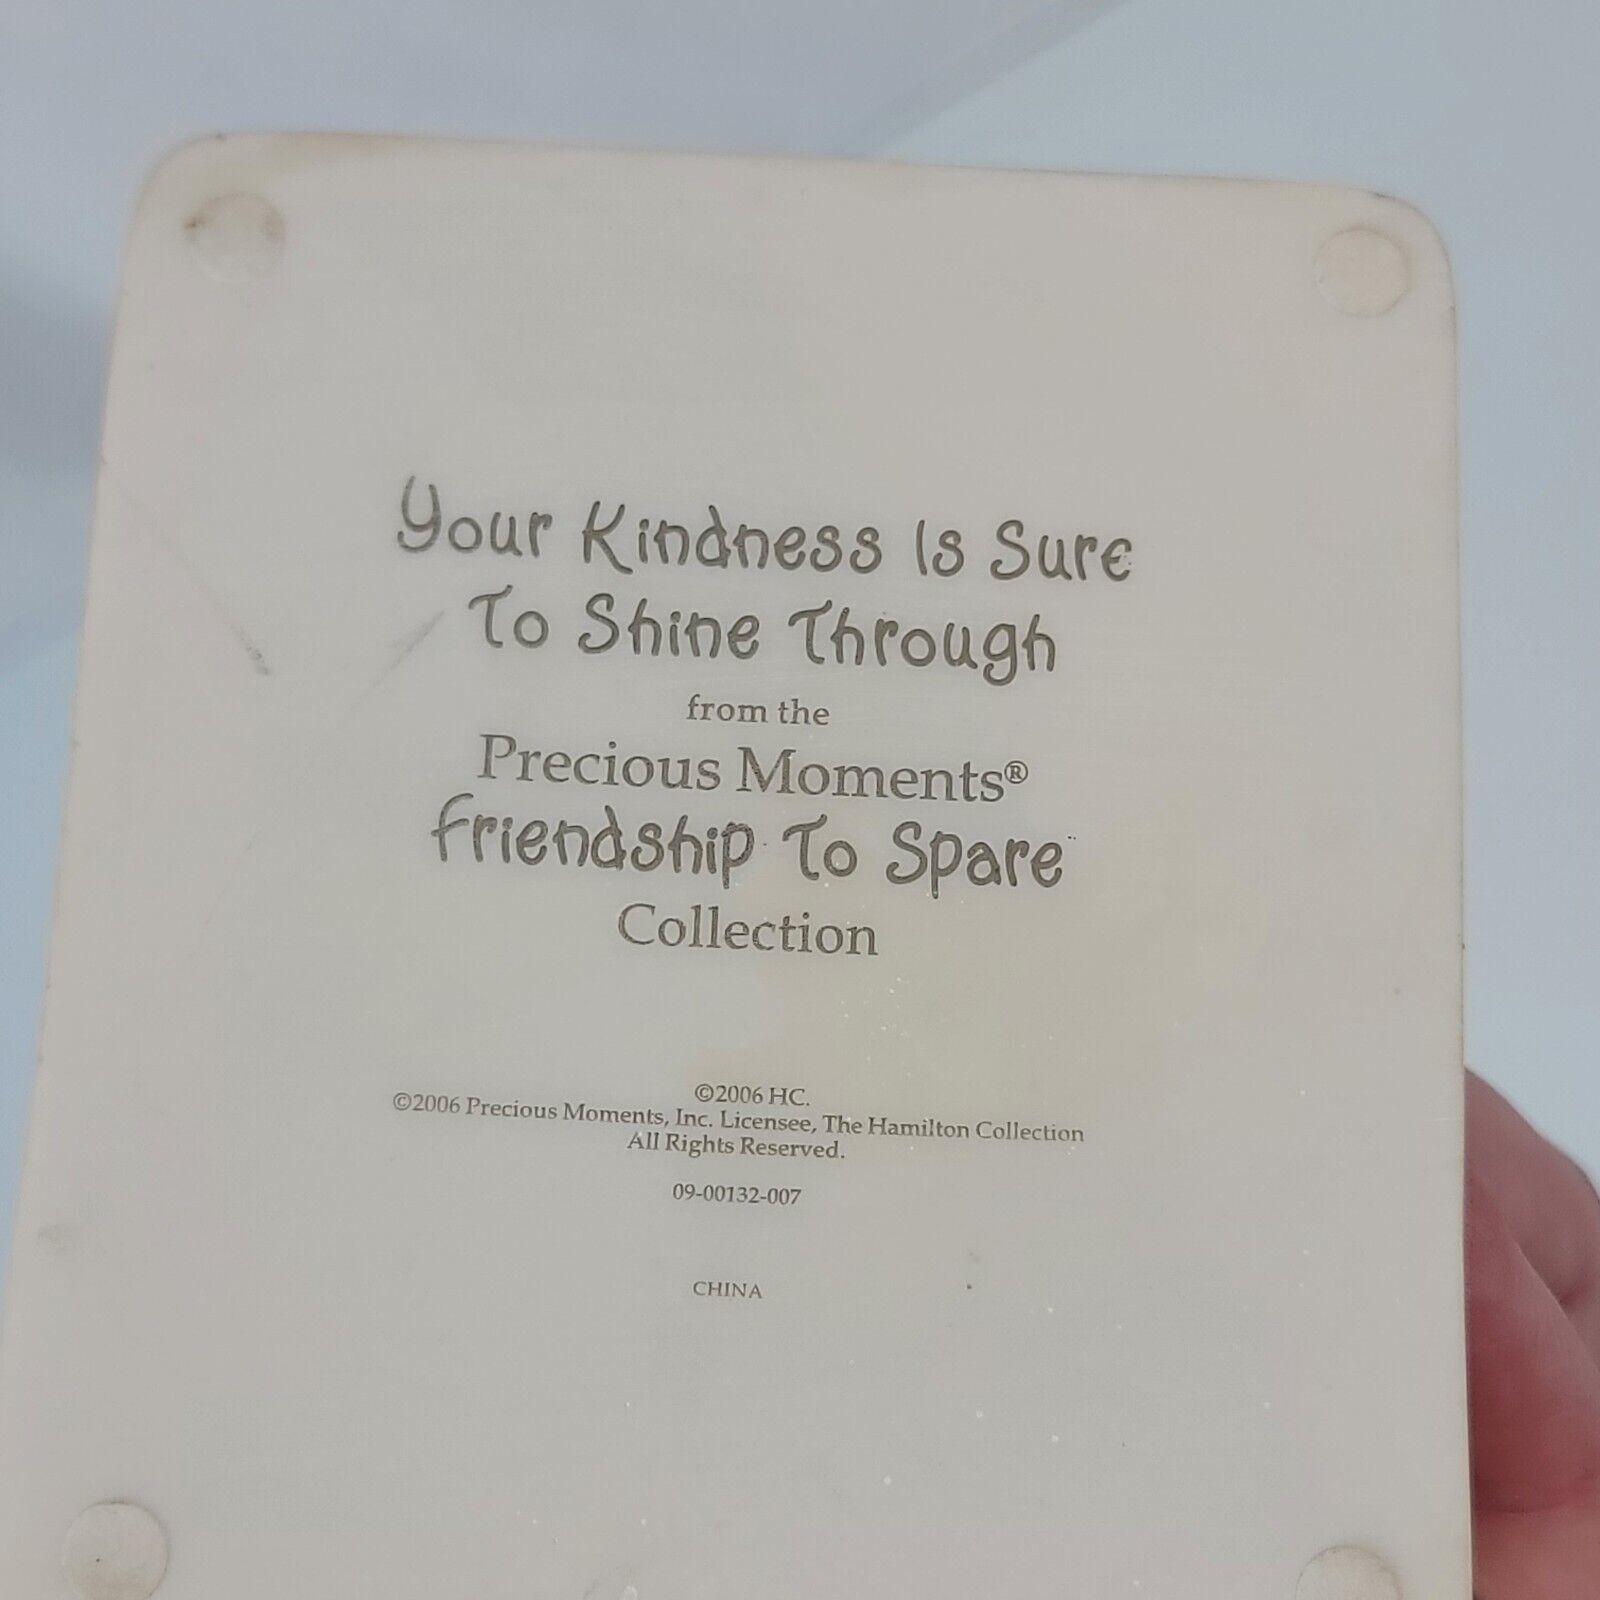 Your Kindness Is Sure
To Shine Through
from the
Precious Moments®
Friendship To Spare
Collection
©2006 HC.
©2006 Precious Moments, Inc. Licensee, The Hamilton Collection
All Rights Reserved.
09-00132-007
CHINA